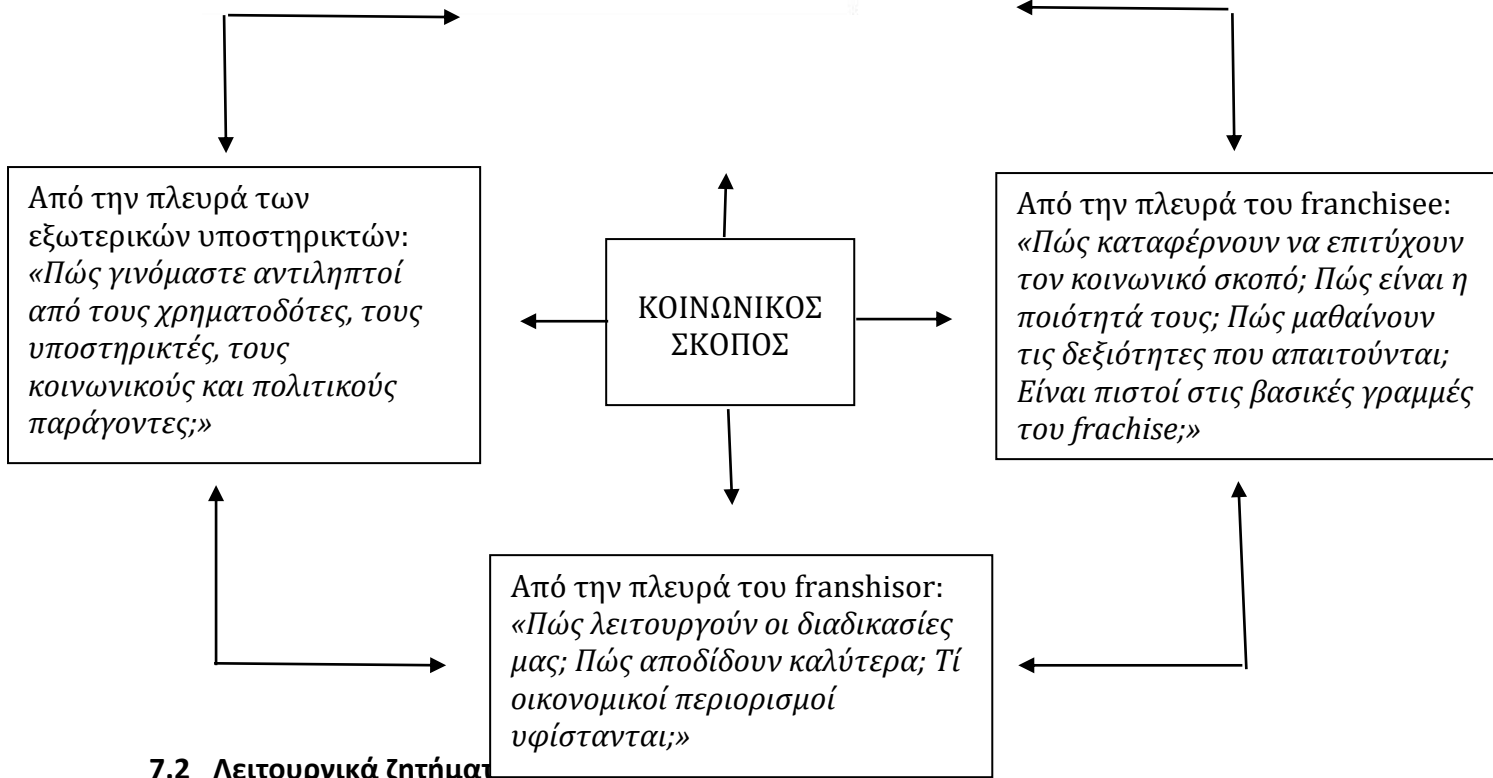 Από την πλευρά των
εξωτερικών υποστηρικτών:
«Πώς γινόμαστε αντιληπτοί
από τους χρηματοδότες, τους
υποστηρικτές, τους
κοινωνικούς και πολιτικούς
παράγοντες;»
ΚΟΙΝΩΝΙΚΟΣ
ΣΚΟΠΟΣ
Από την πλευρά του franchisee:
«Πώς καταφέρνουν να επιτύχουν
τον κοινωνικό σκοπό; Πώς είναι η
ποιότητά τους; Πώς μαθαίνουν
τις δεξιότητες που απαιτούνται;
Είναι πιστοί στις βασικές γραμμές
του frachise;»
Από την πλευρά του franshisor:
«Πώς λειτουργούν οι διαδικασίες
μας; Πώς αποδίδουν καλύτερα; Τί
οικονομικοί περιορισμοί
υφίστανται;»
7.2 Λειτουργικά ζητήματ